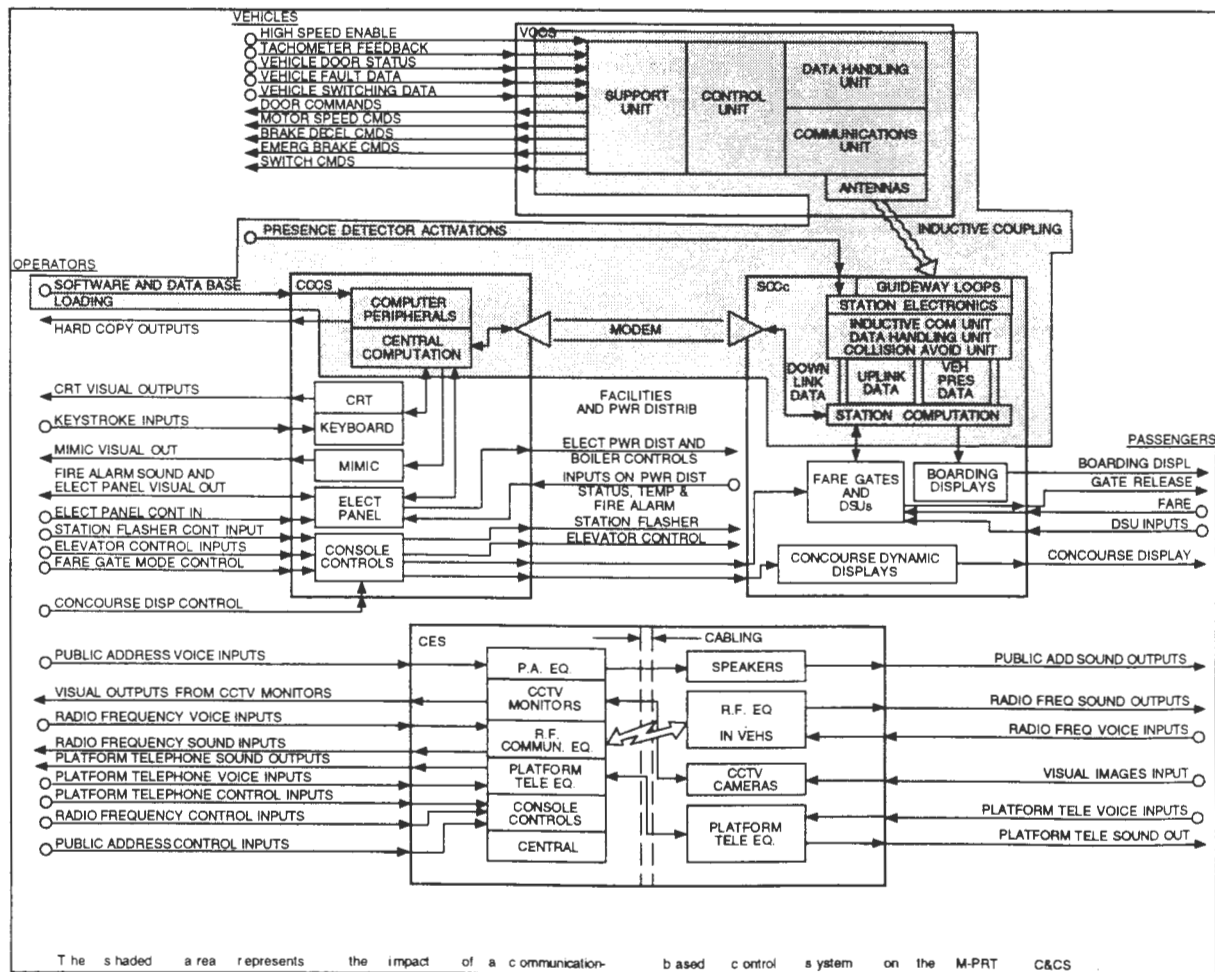 VEHICLES
HIGH SPEED ENABLE
TACHOMETER FEEDBACK
VEHICLE DOOR STATUS
VEHICLE FAULT DATA
VEHICLE SWITCHING DATA
DOOR COMMANDS
MOTOR SPEED CMDS
BRAKE DECEL CMDS
EMERG BRAKE CMDS
SWITCH CMDS
VCCS
SUPPORT
UNIT
CONTROL
UNIT
DATA HANDLING
UNIT
COMMUNICATIONS
UNIT
ANTENNAS
INDUCTIVE COUPLING
PRESENCE DETECTOR ACTIVATIONS
OPERATORS
SOFTWARE AND DATA BASE
LOADING
HARD COPY OUTPUTS
CRT VISUAL OUTPUTS
KEYSTROKE INPUTS
MIMIC VISUAL OUT
FIRE ALARM SOUND AND
ELECT PANEL VISUAL OUT
ELECT PANEL CONT IN
STATION FLASHER CONT INPUT
ELEVATOR CONTROL INPUTS
FARE GATE MODE CONTROL
CONCOURSE DISP CONTROL
CCCS
COMPUTER
PERIPHERALS
CENTRAL
COMPUTATION
CRT
KEYBOARD
MIMIC
ELECT
PANEL
CONSOLE
CONTROLS
MODEM
FACILITIES
AND PWR DISTRIB
ELECT PWR DIST AND
BOILER CONTROLS
INPUTS ON PWR DIST
STATUS, TEMP &
FIRE ALARM
STATION FLASHER
ELEVATOR CONTROL
GUIDEWAY LOOPS
STATION ELECTRONICS
INDUCTIVE COM UNIT
DATA HANDLING UNIT
COLLISION AVOID UNIT
DOWN
LINK
DATA
UPLINK
DATA
VEH
PRES
DATA
STATION COMPUTATION
FARE GATES
AND
DSUs
BOARDING
DISPLAYS
CONCOURSE DYNAMIC
DISPLAYS
PASSENGERS
BOARDING DISPL
GATE RELEASE
FARE
DSU INPUTS
CONCOURSE DISPLAY
CES
CABLING
PUBLIC ADDRESS VOICE INPUTS
VISUAL OUTPUTS FROM CCTV MONITORS
RADIO FREQUENCY VOICE INPUTS
RADIO FREQUENCY SOUND INPUTS
PLATFORM TELEPHONE SOUND OUTPUTS
PLATFORM TELEPHONE VOICE INPUTS
PLATFORM TELEPHONE CONTROL INPUTS
RADIO FREQUENCY CONTROL INPUTS
PUBLIC ADDRESS CONTROL INPUTS
P.A. EQ.
CCTV
MONITORS
R.F.
COMMUN. EQ.
PLATFORM
TELE EQ.
CONSOLE
CONTROLS
CENTRAL
SPEAKERS
R.F. EQ
IN VEHS
CCTV
CAMERAS
PLATFORM
TELE EQ.
PUBLIC ADD SOUND OUTPUTS
RADIO FREQ SOUND OUTPUTS
RADIO FREQ VOICE INPUTS
VISUAL IMAGES INPUT
PLATFORM TELE VOICE INPUTS
PLATFORM TELE SOUND OUT
The shaded area represents the impact of a communication- based control system on the M-PRT C&CS